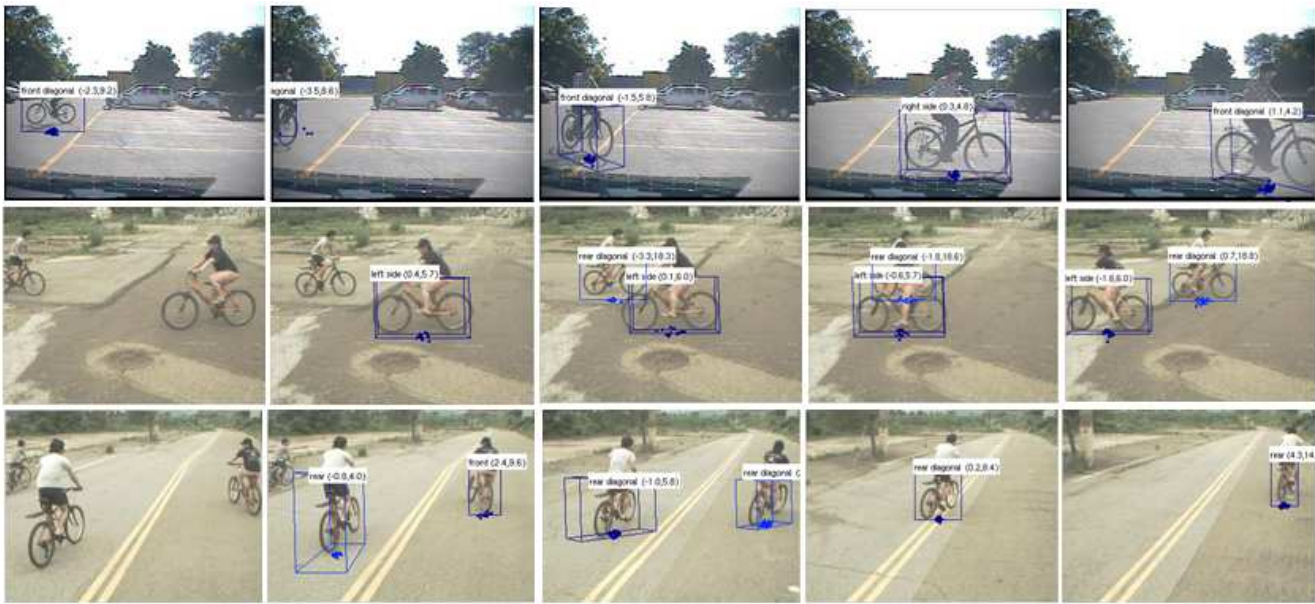 front diagonal (-2.3,9.2)
agonal (-3.5,8.6)
front diagonal (-1.5,5.8)
right side (0.3,4.8)
front diagonal (1.1,4.2)
left side (0.4,5.7)
rear diagonal (-3.3,18.3)
left side (0.1,6.0)
rear diagonal (-1.8,18.6)
left side (-0.6,5.7)
rear diagonal (0.7,18.8)
left side (-1.6,6.0)
rear (-0.8,4.0)
front (2.4,9.6)
rear diagonal (-1.0,5.8)
rear diagonal (
rear diagonal (0.2,8.4)
rear (4.3,14.